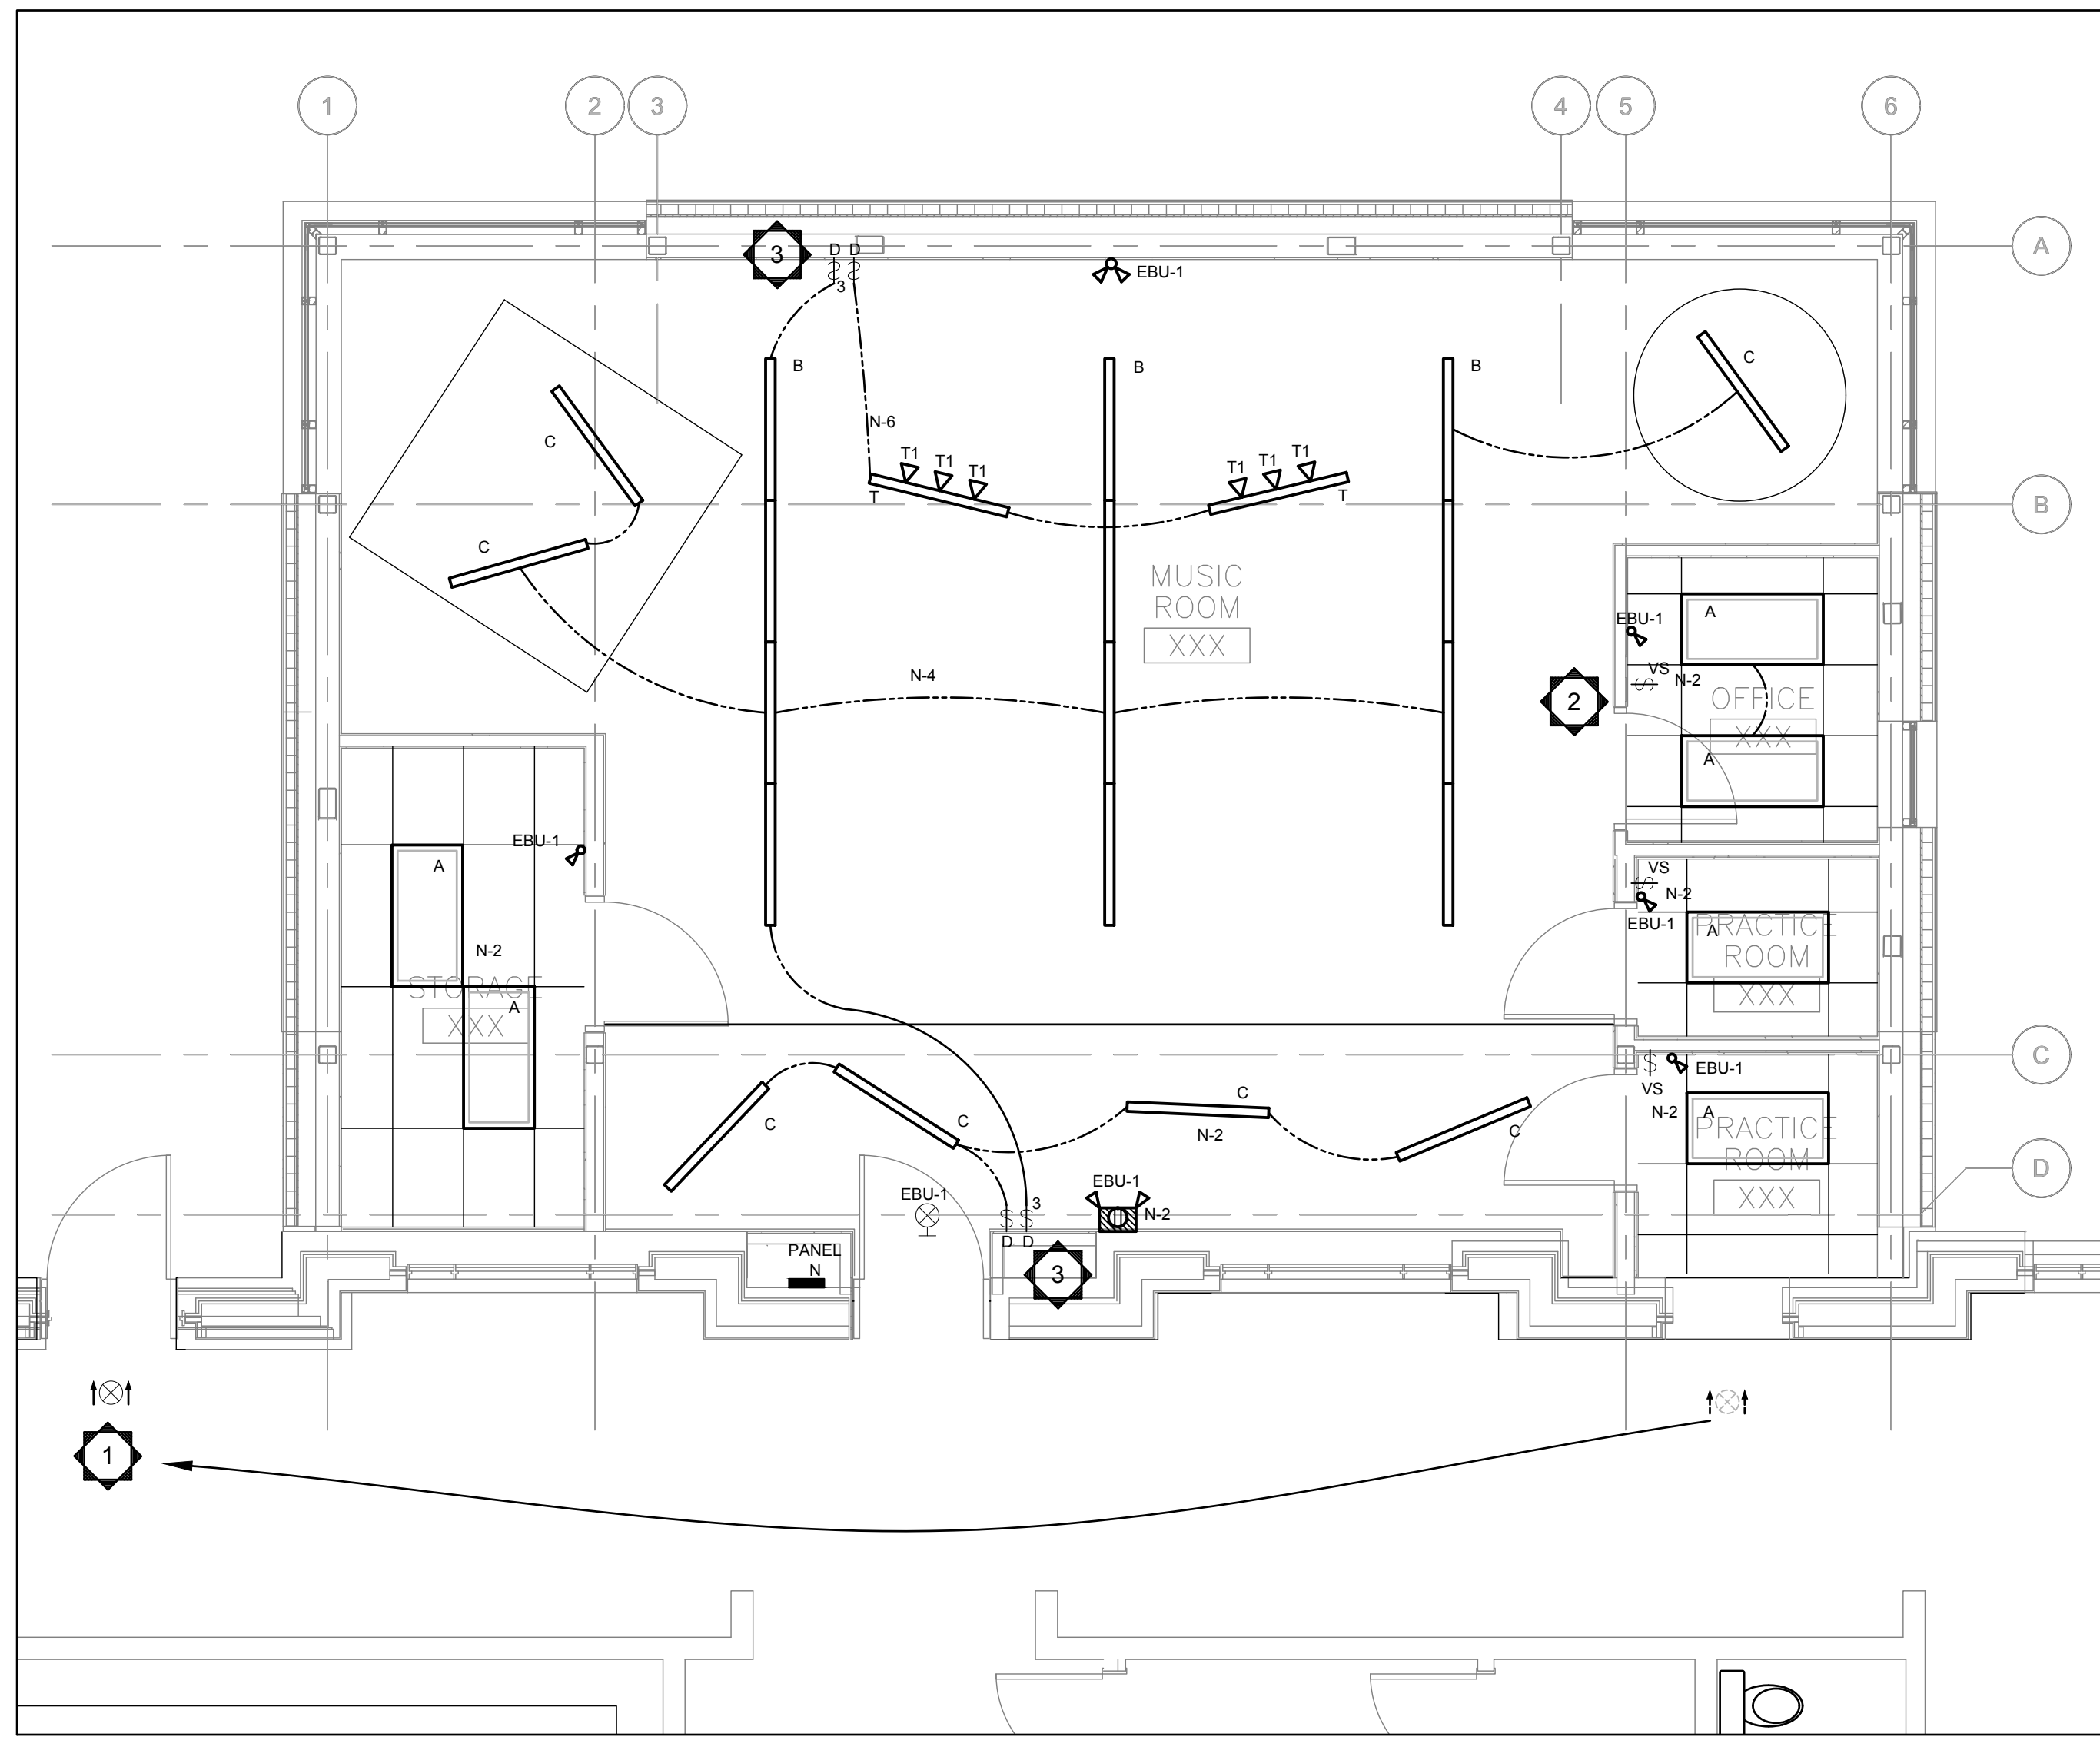 1
2
3
4
5
6
A
3
D D
3
EBU-1
B
B
B
C
C
N-6
T1
T1
T1
T1
T1
T1
T
T
B
C
MUSIC
ROOM
XXX
EBU-1
A
VS
N-2
N-4
2
OFFICE
XXX
A
EBU-1
A
VS
N-2
EBU-1
N-2
PRACTICE
A
ROOM
XXX
STORAGE
A
XXX
C
EBU-1
VS
C
C
C
N-2
C
N-2
A
PRACTICE
ROOM
XXX
D
EBU-1
EBU-1
3
N-2
$ $
D D
PANEL
N
3
1